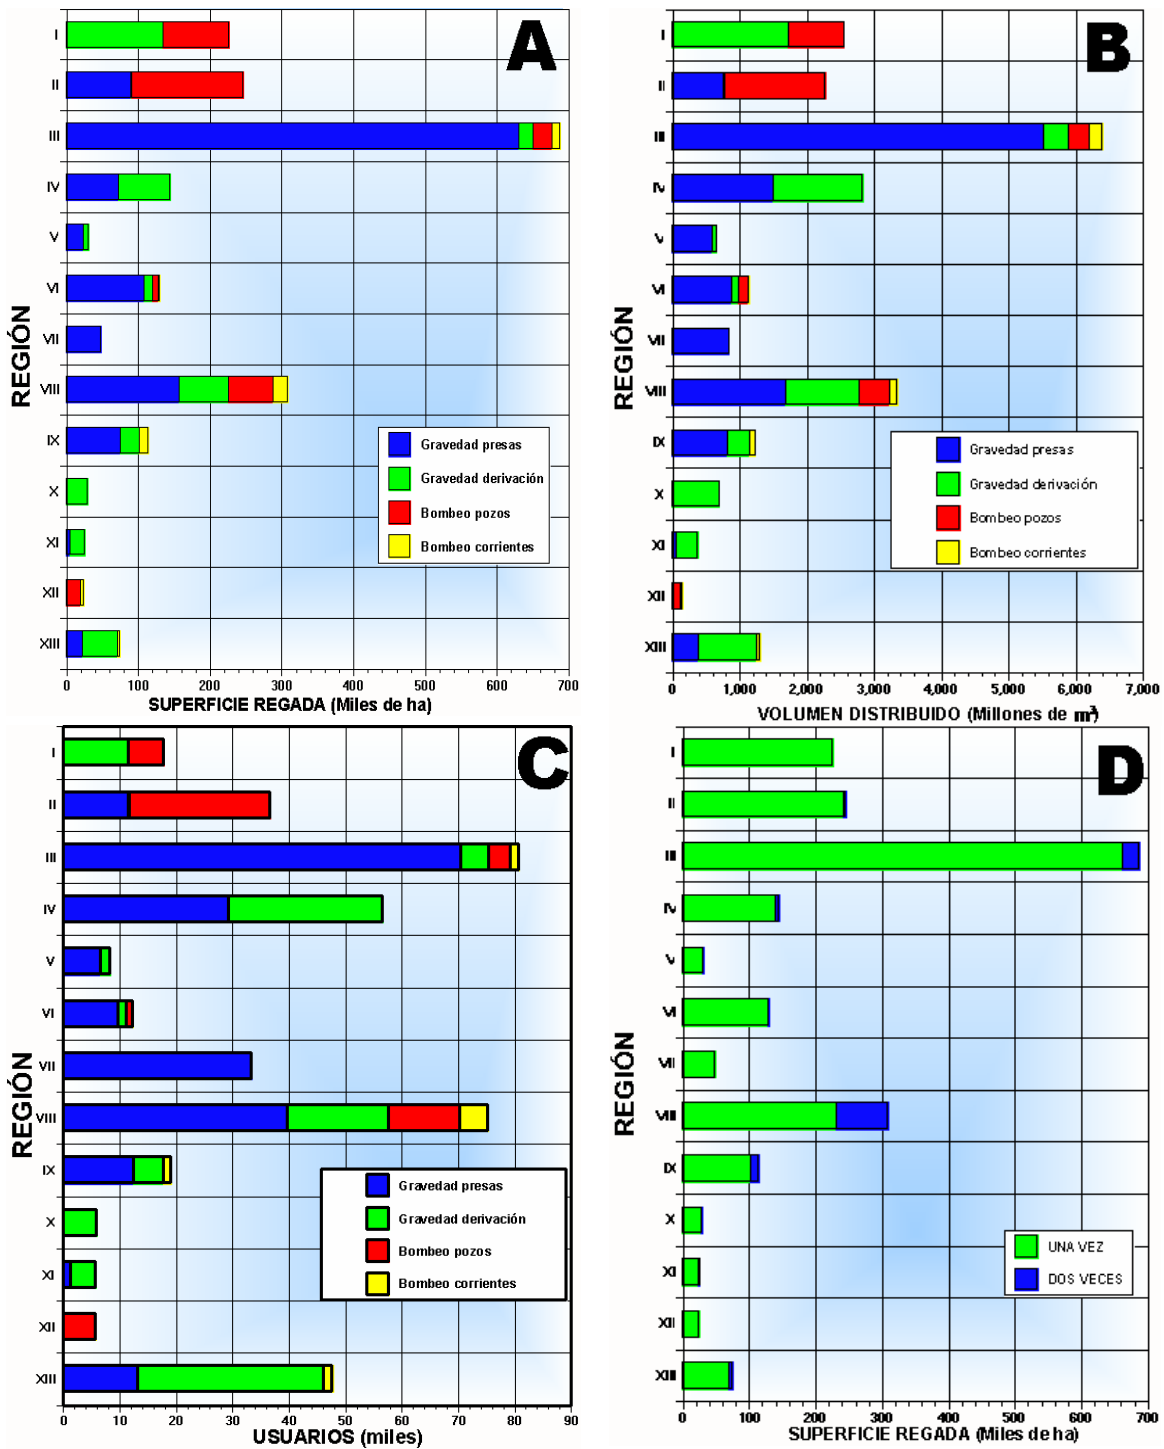 A
REGIÓN
I
II
III
IV
V
VI
VII
VIII
IX
X
XI
XII
XIII
Gravedad presas
Gravedad derivación
Bombeo pozos
Bombeo corrientes
0 100 200 300 400 500 600 700
SUPERFICIE REGADA (Miles de ha)
B
REGIÓN
I
II
III
IV
V
VI
VII
VIII
IX
X
XI
XII
XIII
Gravedad presas
Gravedad derivación
Bombeo pozos
Bombeo corrientes
0 1,000 2,000 3,000 4,000 5,000 6,000 7,000
VOLUMEN DISTRIBUIDO (Millones de m³)
C
REGIÓN
I
II
III
IV
V
VI
VII
VIII
IX
X
XI
XII
XIII
Gravedad presas
Gravedad derivación
Bombeo pozos
Bombeo corrientes
0 10 20 30 40 50 60 70 80 90
USUARIOS (miles)
D
REGIÓN
I
II
III
IV
V
VI
VII
VIII
IX
X
XI
XII
XIII
UNA VEZ
DOS VECES
0 100 200 300 400 500 600 700
SUPERFICIE REGADA (Miles de ha)